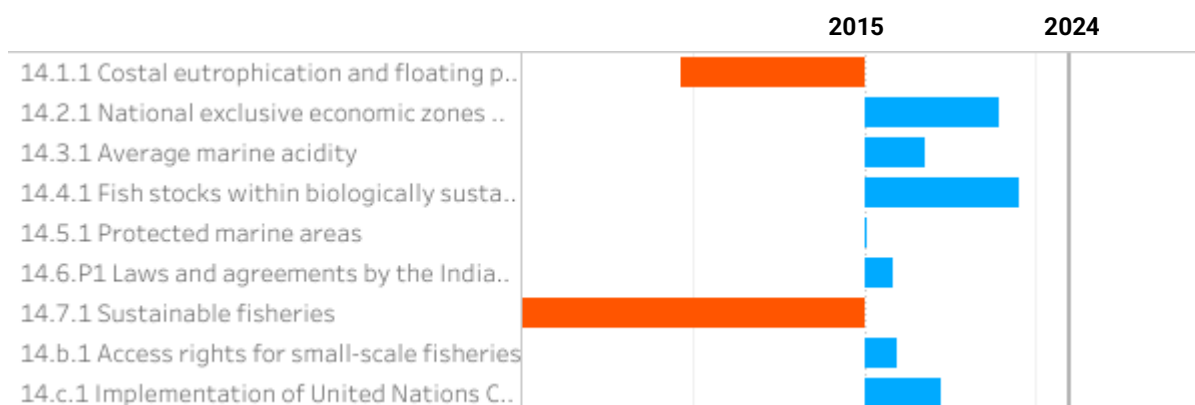 2015 2024
14.1.1 Costal eutrophication and floating p..
14.2.1 National exclusive economic zones ..
14.3.1 Average marine acidity
14.4.1 Fish stocks within biologically susta..
14.5.1 Protected marine areas
14.6.P1 Laws and agreements by the India..
14.7.1 Sustainable fisheries
14.b.1 Access rights for small-scale fisheries
14.c.1 Implementation of United Nations C..